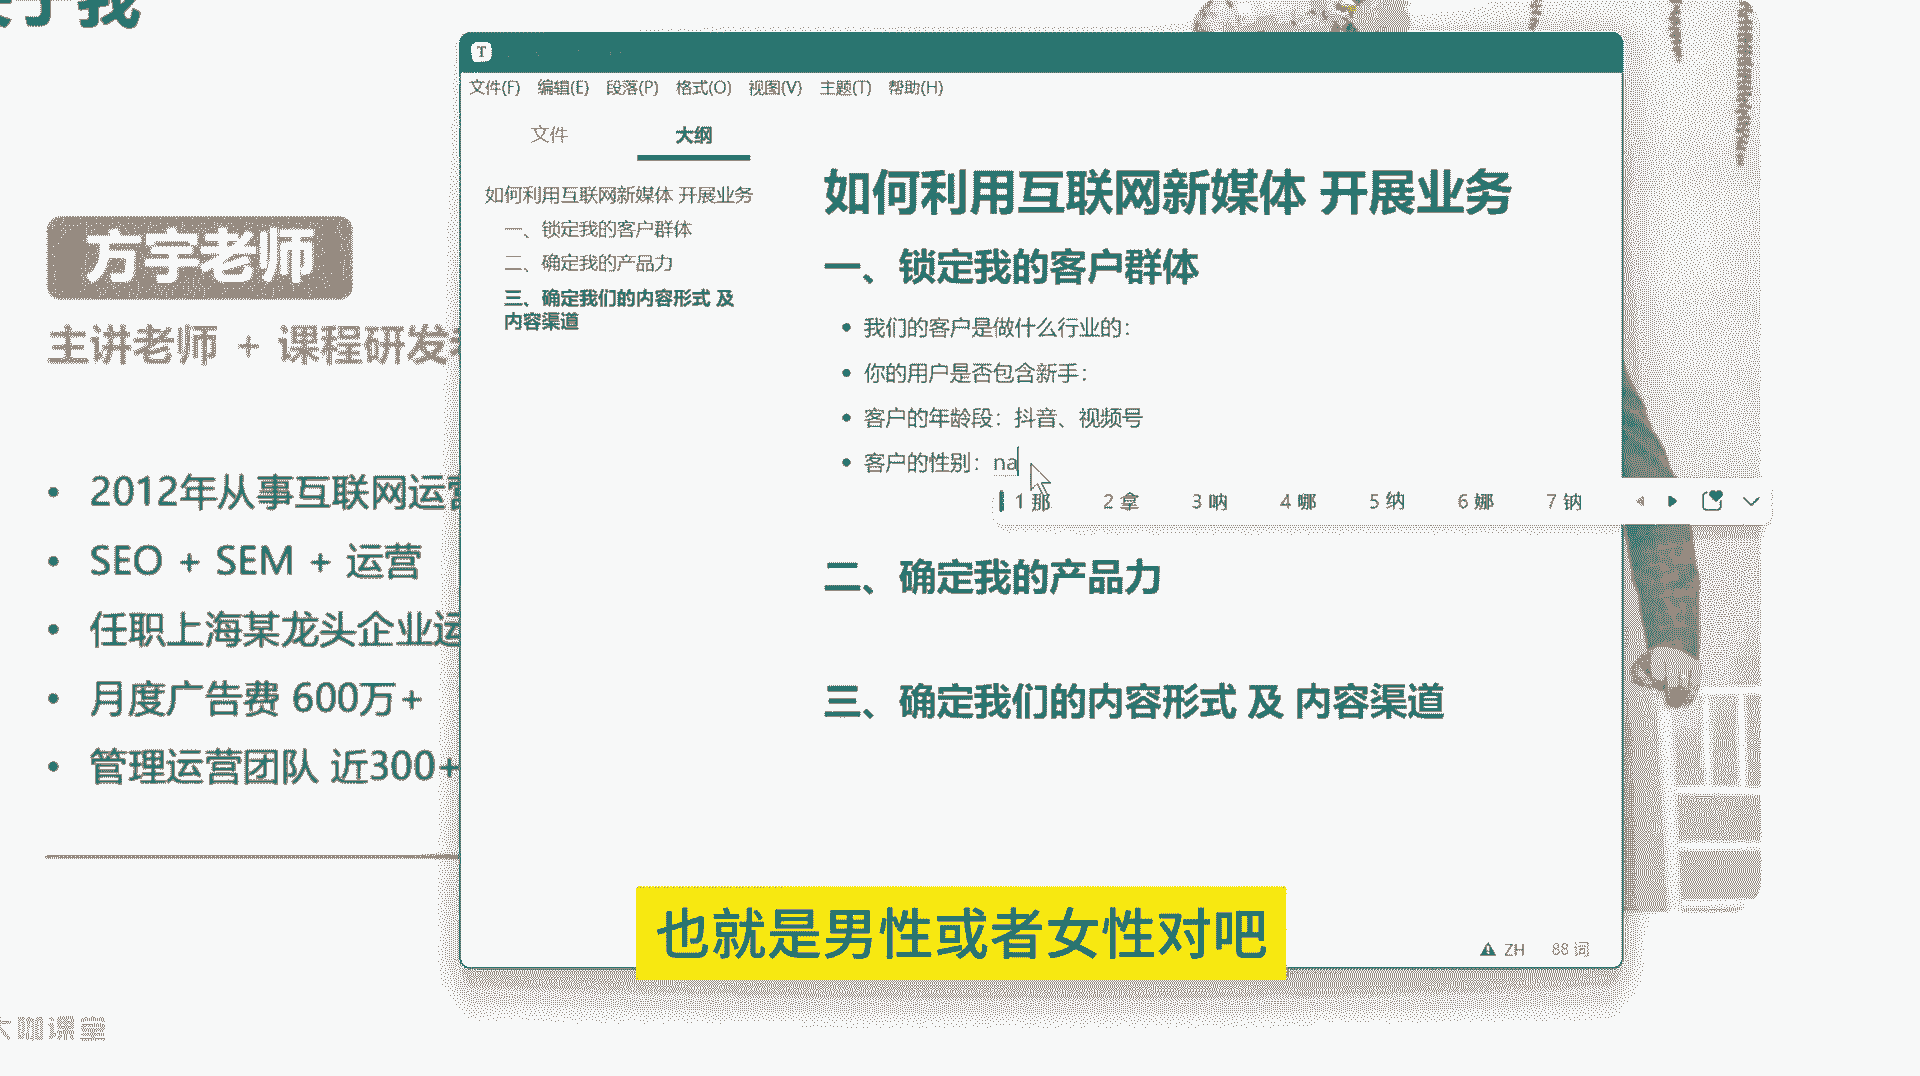 于我
方宇老师
主讲老师 + 课程研发
2012年从事互联网运营
SEO + SEM + 运营
任职上海某龙头企业运
月度广告费 600万+
管理运营团队 近300+
大咖课堂
T
文件(F) 编辑(E) 段落(P) 格式(O) 视图(V) 主题(T) 帮助(H)
文件 大纲
如何利用互联网新媒体 开展业务
一、锁定我的客户群体
二、确定我的产品力
三、确定我们的内容形式 及
内容渠道
如何利用互联网新媒体 开展业务
一、锁定我的客户群体
我们的客户是做什么行业的：
你的用户是否包含新手：
客户的年龄段：抖音、视频号
客户的性别：na
1 那 2 拿 3 呐 4 哪 5 纳 6 娜 7 钠
二、确定我的产品力
三、确定我们的内容形式 及 内容渠道
ZH 88 词
也就是男性或者女性对吧